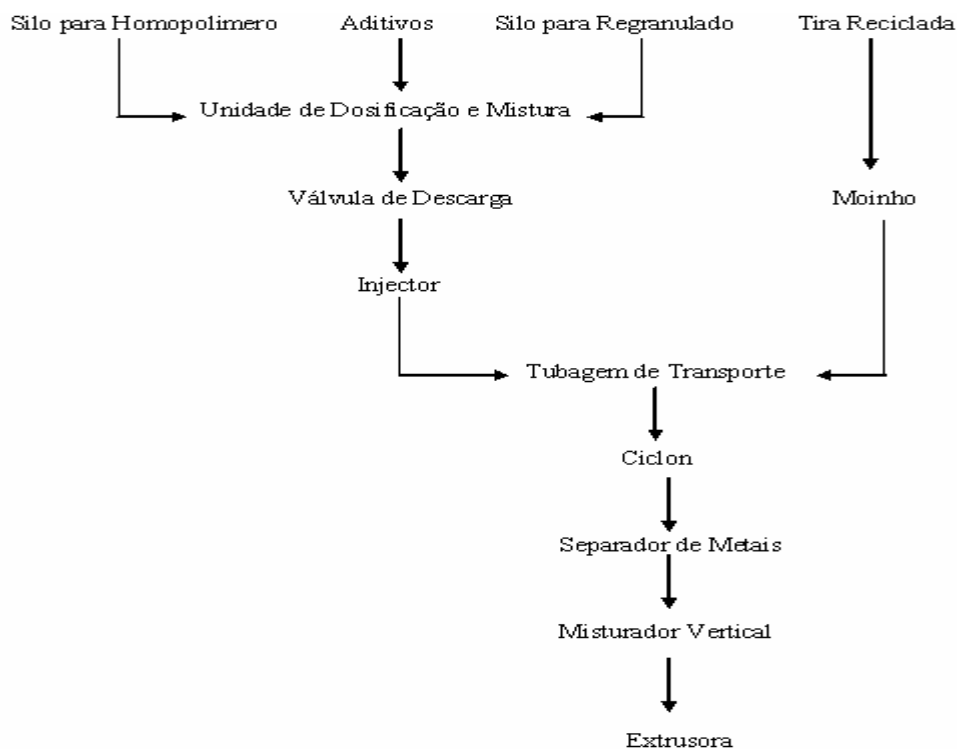 Silo para Homopolimero
Aditivos
Silo para Regranulado
Tira Reciclada
Unidade de Dosificação e Mistura
Válvula de Descarga
Moinho
Injector
Tubagem de Transporte
Ciclon
Separador de Metais
Misturador Vertical
Extrusora